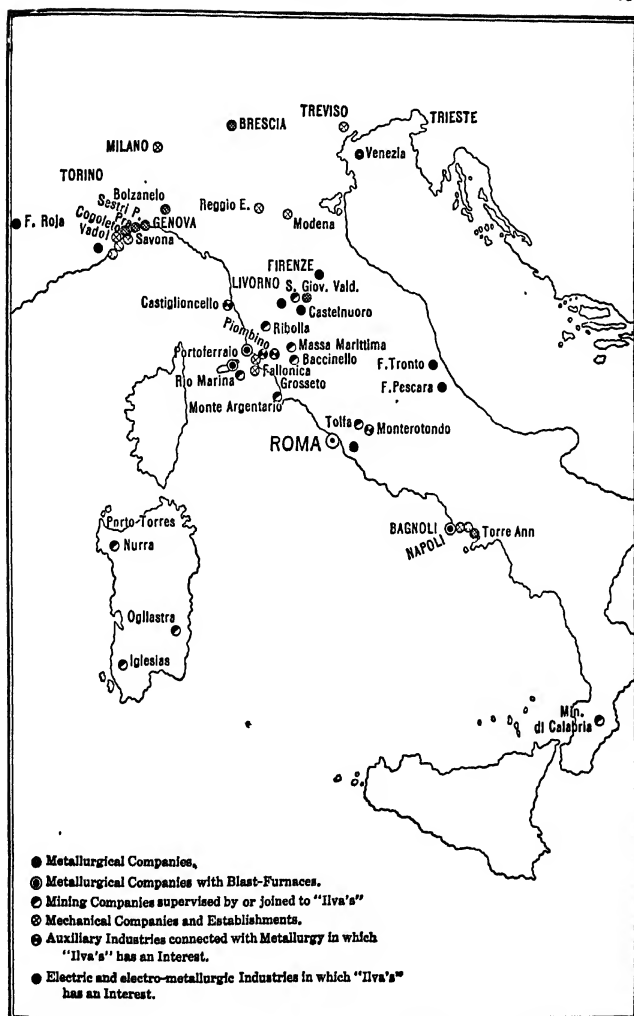 TREVISO
TRIESTE
BRESCIA
MILANO
Venezia
TORINO
Bolzanelo
Sestri P.
Pra
Reggio E.
Modena
F. Roja
Cogoleto
GENOVA
Vadol
Savona
FIRENZE
LIVORNO
S. Giov. Vald.
Castiglioncello
Castelnuoro
Piombino
Ribolla
Portoferraio
Massa Marittima
Baccinello
F. Tronto
Rio Marina
Fallonica
F. Pescara
Grosseto
Monte Argentario
Tolfa
Monterotondo
ROMA
BAGNOLI
NAPOLI
Torre Ann
Porto-Torres
Nurra
Ogliastra
Iglesias
Min.
di Calabria
Metallurgical Companies.
Metallurgical Companies with Blast-Furnaces.
Mining Companies supervised by or joined to "Ilva's"
Mechanical Companies and Establishments.
Auxiliary Industries connected with Metallurgy in which
"Ilva's" has an Interest.
Electric and electro-metallurgic Industries in which "Ilva's"
has an Interest.